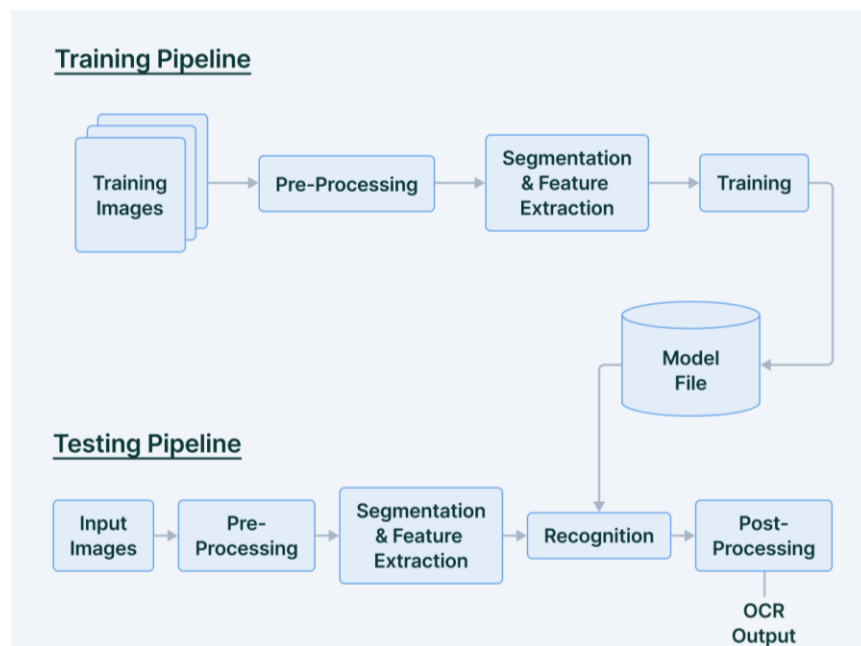 Training Pipeline
Training
Images
Pre-Processing
Segmentation
& Feature
Extraction
Training
Model
File
Testing Pipeline
Input
Images
Pre-
Processing
Segmentation
& Feature
Extraction
Recognition
Post-
Processing
OCR
Output